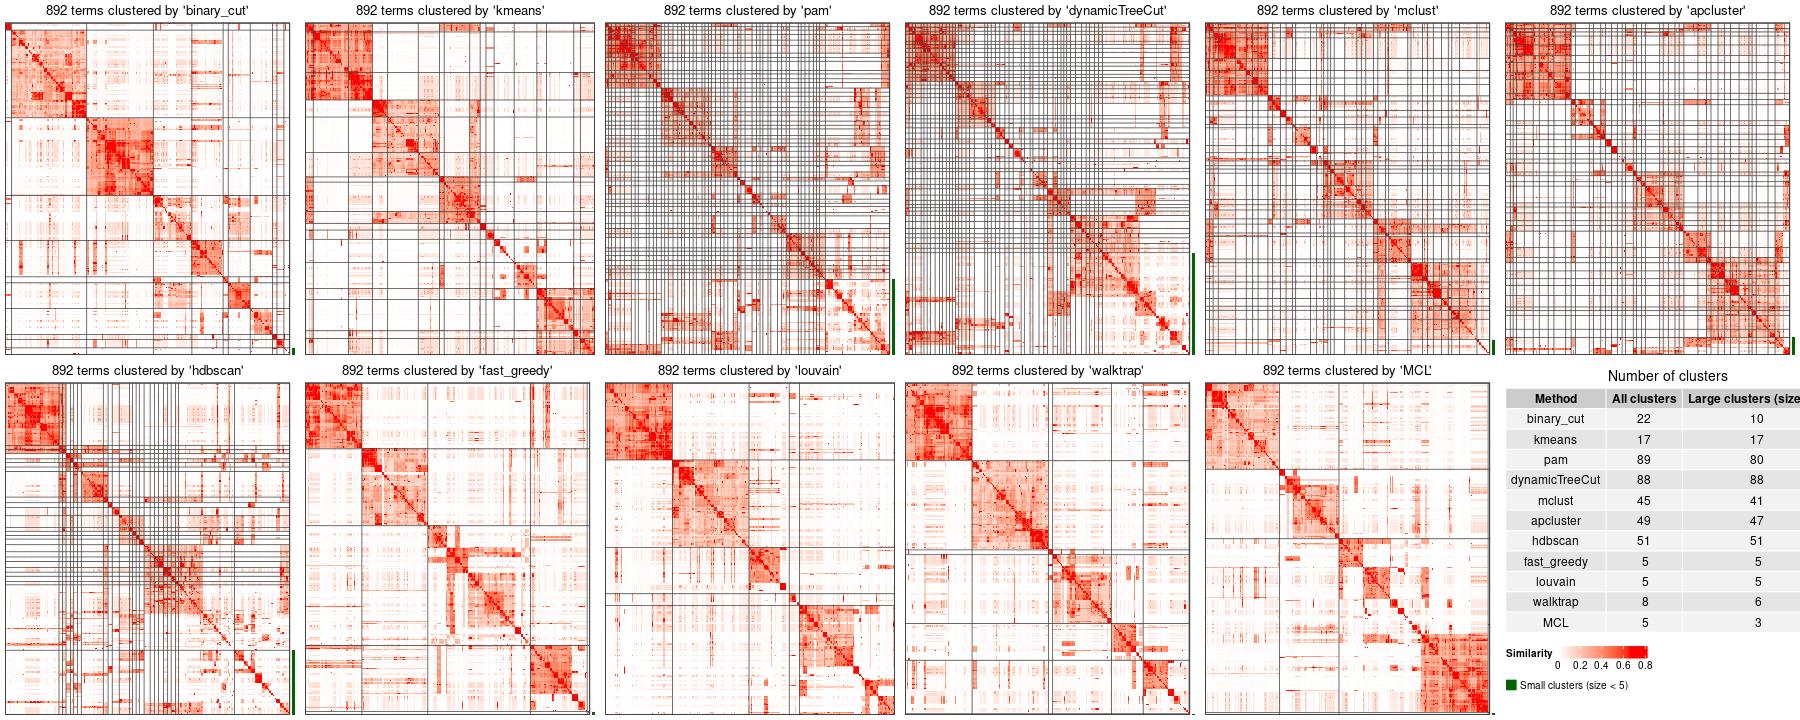 892 terms clustered by 'binary_cut'
892 terms clustered by 'kmeans'
892 terms clustered by 'pam'
892 terms clustered by 'dynamicTreeCut'
892 terms clustered by 'mclust'
892 terms clustered by 'apcluster'
892 terms clustered by 'hdbscan'
892 terms clustered by 'fast_greedy'
892 terms clustered by 'louvain'
892 terms clustered by 'walktrap'
892 terms clustered by 'MCL'
Number of clusters
Method All clusters Large clusters (size
binary_cut 22 10
kmeans 17 17
pam 89 80
dynamicTreeCut 88 88
mclust 45 41
apcluster 49 47
hdbscan 51 51
fast_greedy 5 5
louvain 5 5
walktrap 8 6
MCL 5 3
Similarity
0 0.2 0.4 0.6 0.8
Small clusters (size < 5)